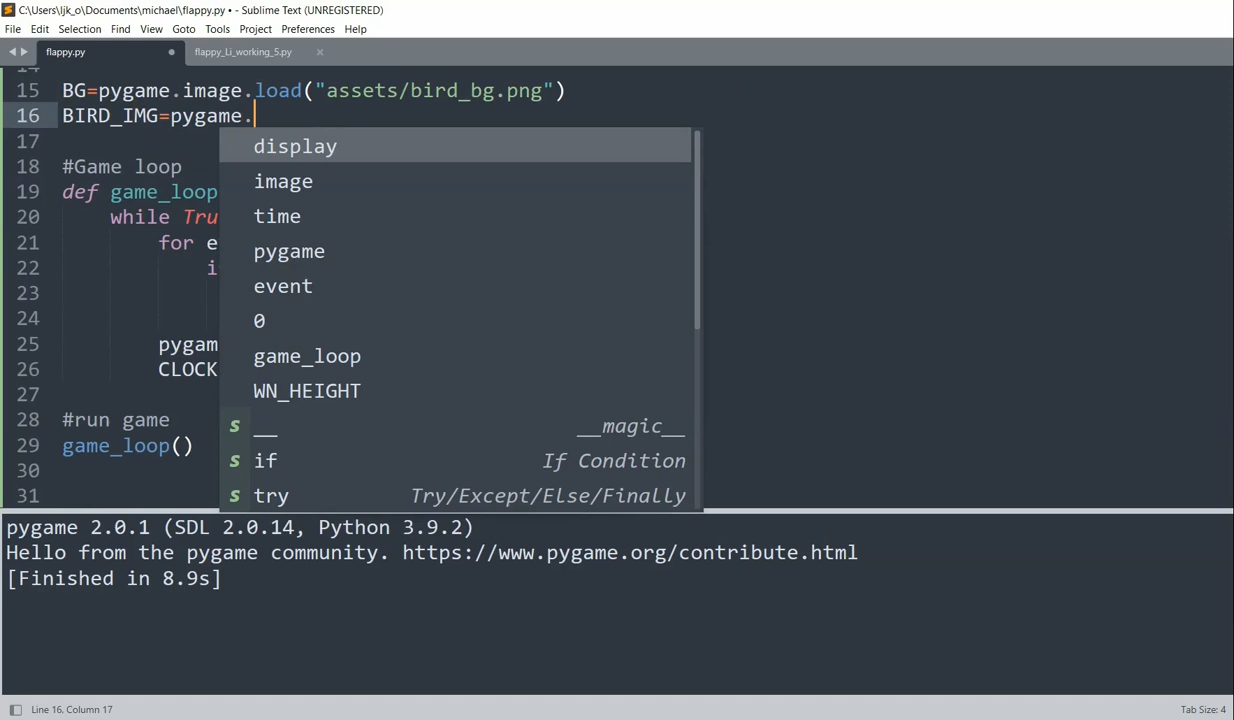 C:\Users\ljk_o\Documents\michael\flappy.py • - Sublime Text (UNREGISTERED)
File Edit Selection Find View Goto Tools Project Preferences Help
flappy.py flappy_Li_working_5.py
15 BG=pygame.image.load("assets/bird_bg.png")
16 BIRD_IMG=pygame.
17
display
18 #Game loop
image
19 def game_loop
20 while Tru
time
21 for e
pygame
22 i
23
event
24
0
25 pygam
game_loop
26 CLOCK
27
WN_HEIGHT
28 #run game
s __ __magic__
29 game_loop()
s if If Condition
30
31
s try Try/Except/Else/Finally
pygame 2.0.1 (SDL 2.0.14, Python 3.9.2)
Hello from the pygame community. https://www.pygame.org/contribute.html
[Finished in 8.9s]
Line 16, Column 17 Tab Size: 4